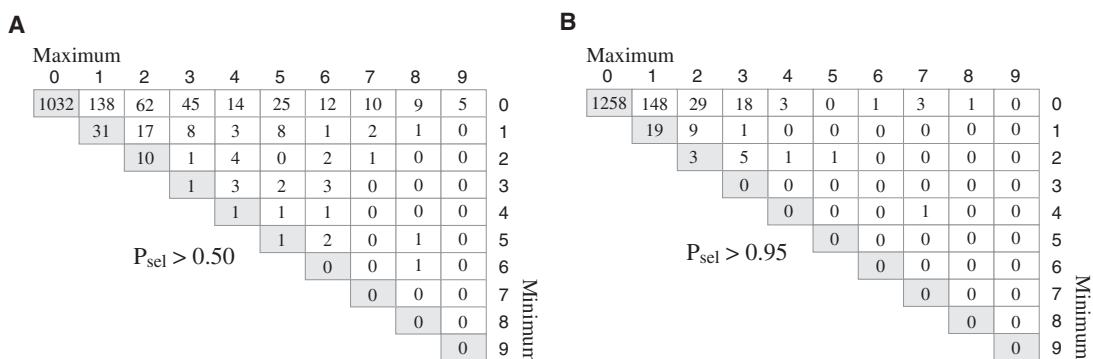 A
Maximum
0 1 2 3 4 5 6 7 8 9
1032 138 62 45 14 25 12 10 9 5 0
31 17 8 3 8 1 2 1 0 1
10 1 4 0 2 1 0 0 2
1 3 2 3 0 0 0 3
1 1 1 0 0 0 4
1 2 0 1 0 5
0 0 1 0 6
0 0 0 7
0 0 8
0 9
Psel > 0.50
Minimum
B
Maximum
0 1 2 3 4 5 6 7 8 9
1258 148 29 18 3 0 1 3 1 0 0
19 9 1 0 0 0 0 0 0 1
3 5 1 1 0 0 0 0 2
0 0 0 0 0 0 0 3
0 0 0 1 0 0 4
0 0 0 0 0 5
0 0 0 0 6
0 0 0 7
0 0 8
0 9
Psel > 0.95
Minimum